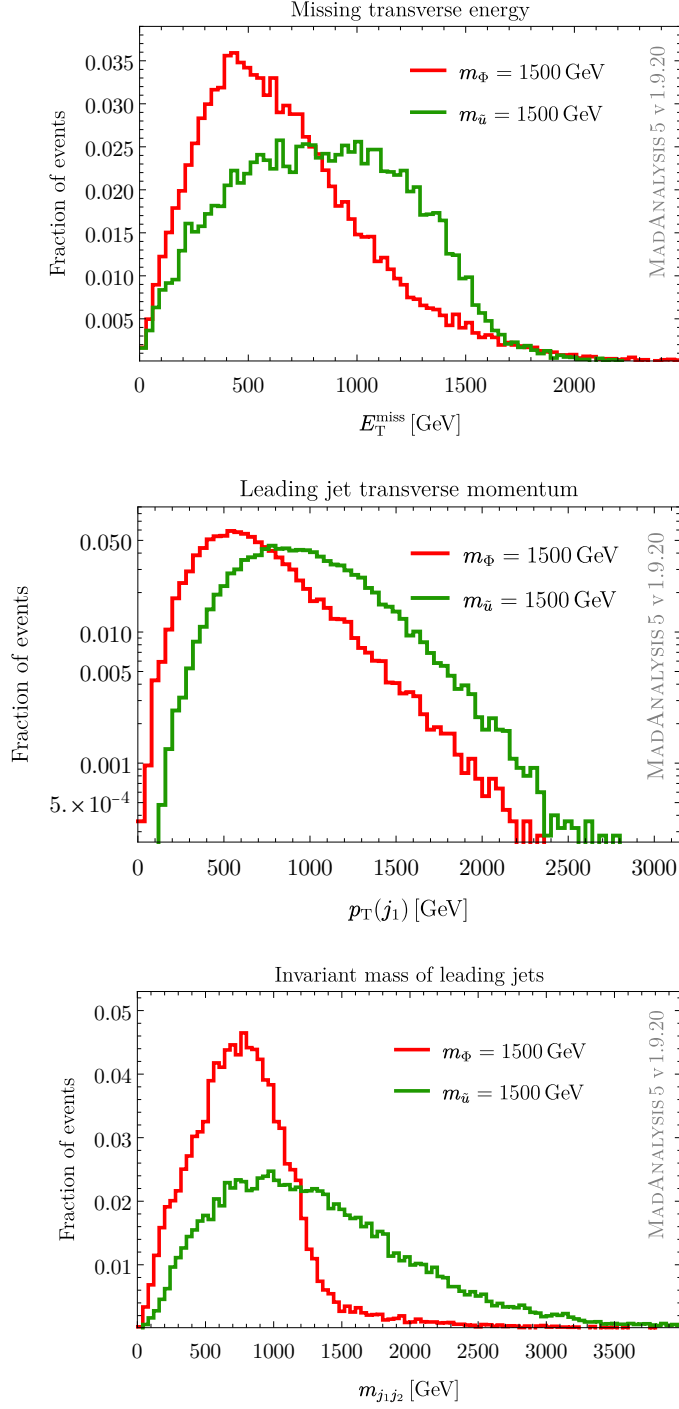 Missing transverse energy
0.035
0.030
0.025
0.020
0.015
0.010
0.005
Fraction of events
m_Φ = 1500 GeV
m_ũ = 1500 GeV
MADANALYSIS 5 v 1.9.20
0 500 1000 1500 2000
E_T^miss [GeV]
Leading jet transverse momentum
0.050
0.010
0.005
0.001
5.×10^–4
Fraction of events
m_Φ = 1500 GeV
m_ũ = 1500 GeV
MADANALYSIS 5 v 1.9.20
0 500 1000 1500 2000 2500 3000
p_T(j_1) [GeV]
Invariant mass of leading jets
0.05
0.04
0.03
0.02
0.01
Fraction of events
m_Φ = 1500 GeV
m_ũ = 1500 GeV
MADANALYSIS 5 v 1.9.20
0 500 1000 1500 2000 2500 3000 3500
m_{j_1 j_2} [GeV]